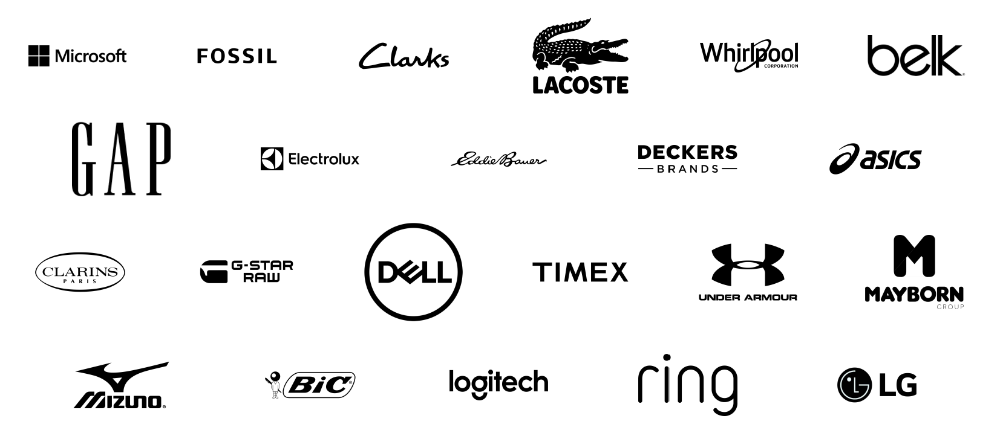 Microsoft
FOSSIL
Clarks
LACOSTE
Whirlpool
CORPORATION
belk
GAP
Electrolux
Eddie Bauer
DECKERS
BRANDS
asics
CLARINS
PARIS
G-STAR
RAW
DELL
TIMEX
UNDER ARMOUR
MAYBORN
GROUP
MIZUNO®
BiC®
logitech
ring
LG